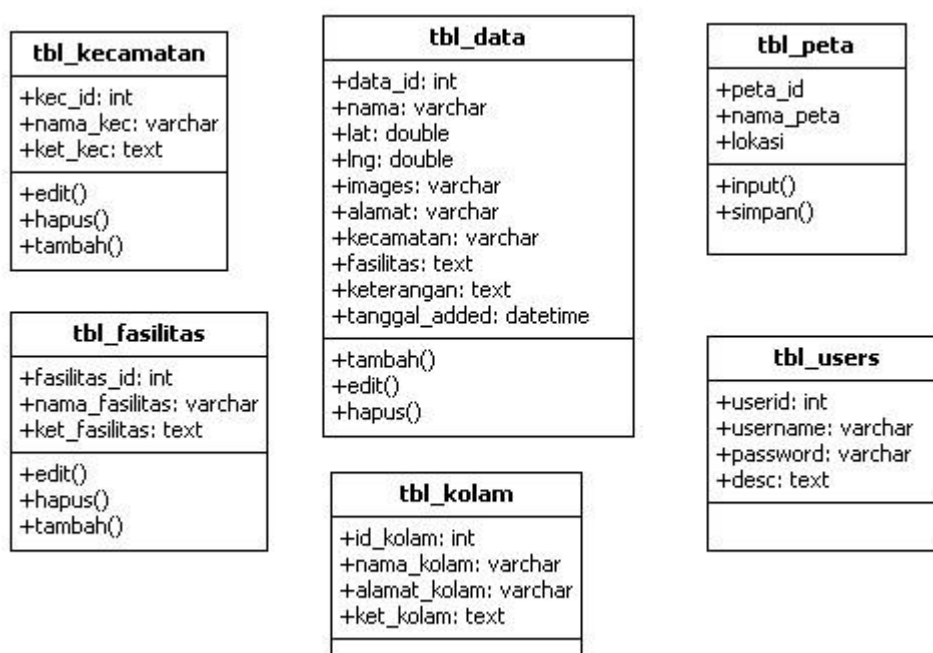 tbl_kecamatan
+kec_id: int
+nama_kec: varchar
+ket_kec: text
+edit()
+hapus()
+tambah()
tbl_data
+data_id: int
+nama: varchar
+lat: double
+lng: double
+images: varchar
+alamat: varchar
+kecamatan: varchar
+fasilitas: text
+keterangan: text
+tanggal_added: datetime
+tambah()
+edit()
+hapus()
tbl_peta
+peta_id
+nama_peta
+lokasi
+input()
+simpan()
tbl_fasilitas
+fasilitas_id: int
+nama_fasilitas: varchar
+ket_fasilitas: text
+edit()
+hapus()
+tambah()
tbl_kolam
+id_kolam: int
+nama_kolam: varchar
+alamat_kolam: varchar
+ket_kolam: text
tbl_users
+userid: int
+username: varchar
+password: varchar
+desc: text